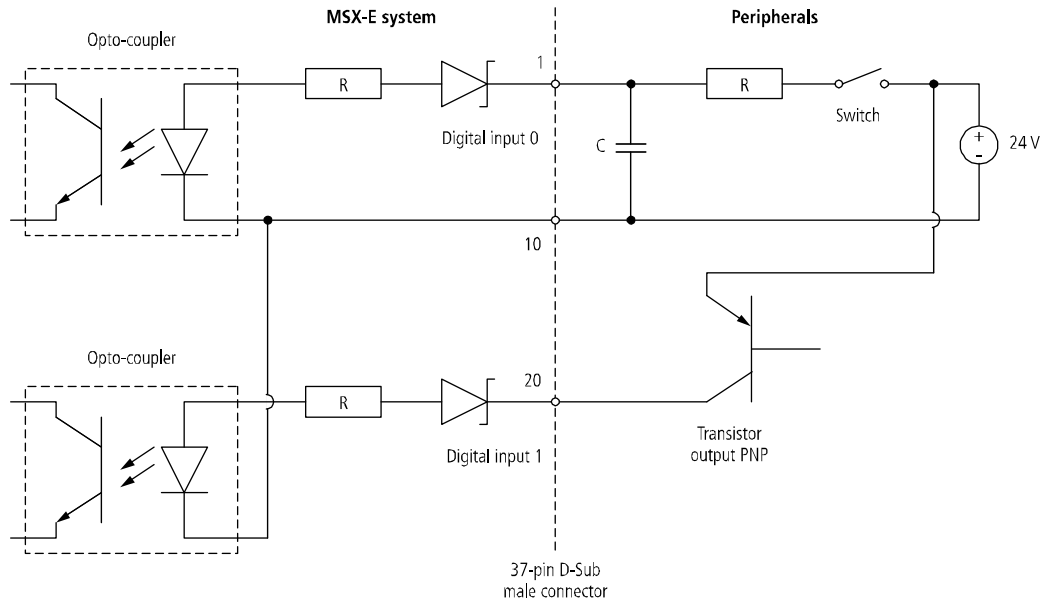 MSX-E system
Peripherals
Opto-coupler
1
R
R
Switch
Digital input 0
C
+
-
24 V
10
Opto-coupler
20
R
Digital input 1
Transistor
output PNP
37-pin D-Sub
male connector